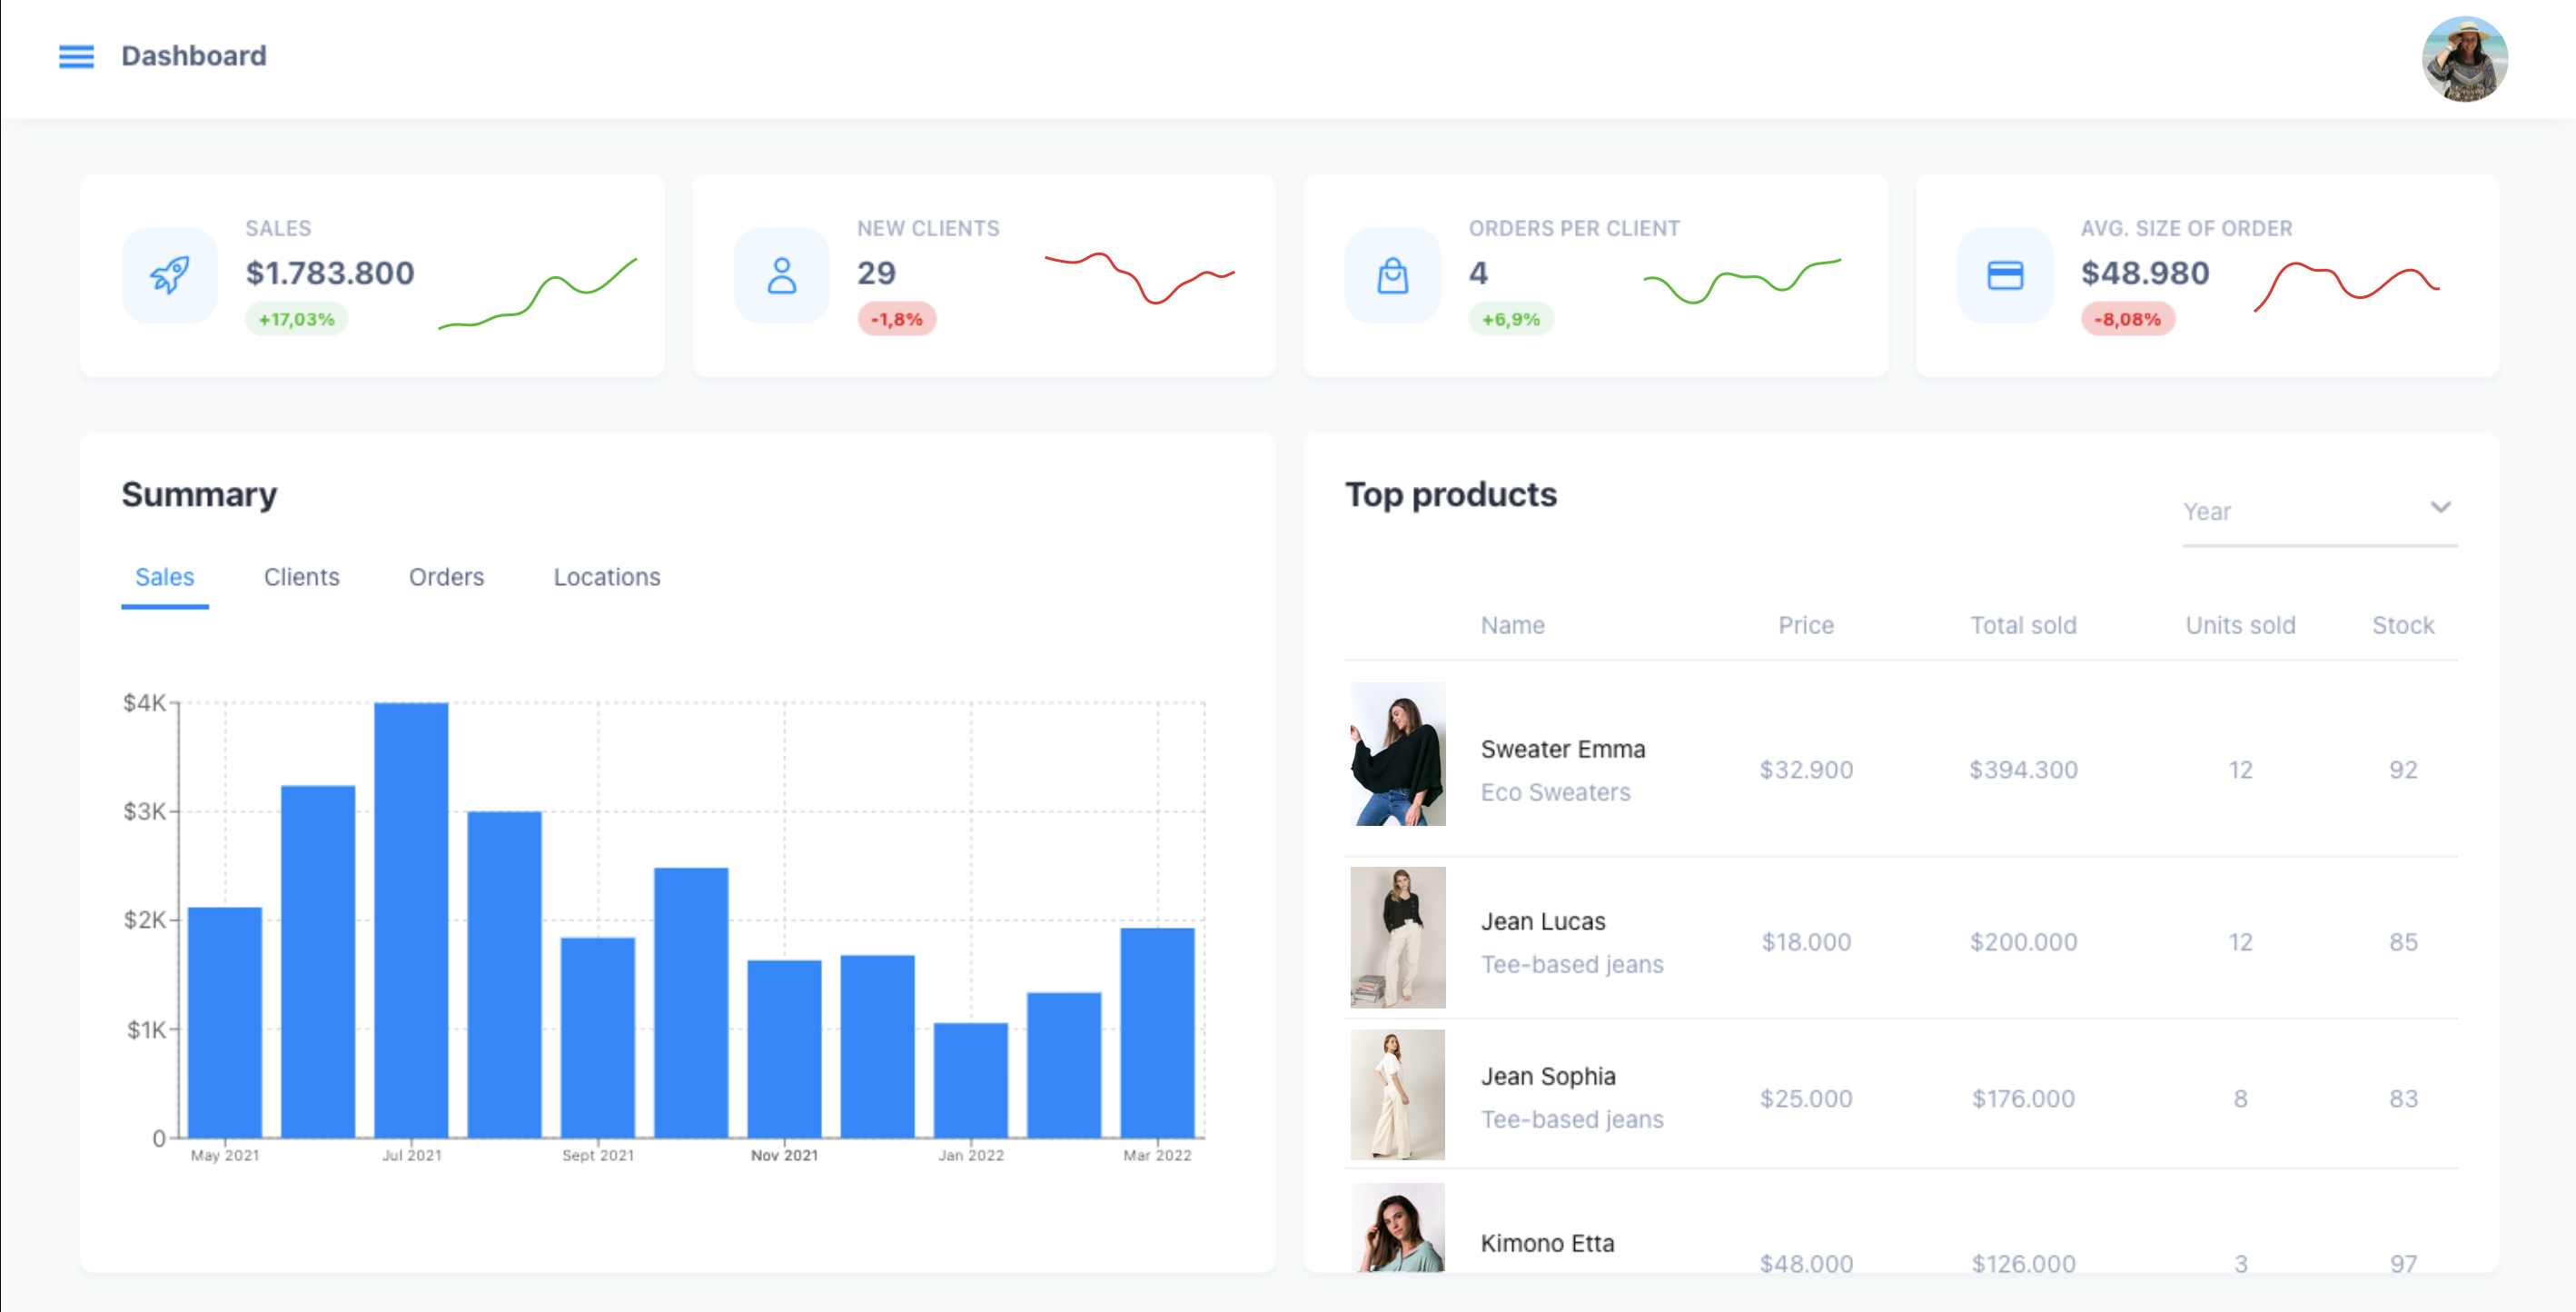 Dashboard
SALES
$1.783.800
+17,03%
NEW CLIENTS
29
-1,8%
ORDERS PER CLIENT
4
+6,9%
AVG. SIZE OF ORDER
$48.980
-8,08%
Summary
Sales Clients Orders Locations
$4K
$3K
$2K
$1K
0
May 2021 Jul 2021 Sept 2021 Nov 2021 Jan 2022 Mar 2022
Top products
Year
Name Price Total sold Units sold Stock
Sweater Emma
Eco Sweaters
$32.900 $394.300 12 92
Jean Lucas
Tee-based jeans
$18.000 $200.000 12 85
Jean Sophia
Tee-based jeans
$25.000 $176.000 8 83
Kimono Etta
$48.000 $126.000 3 97